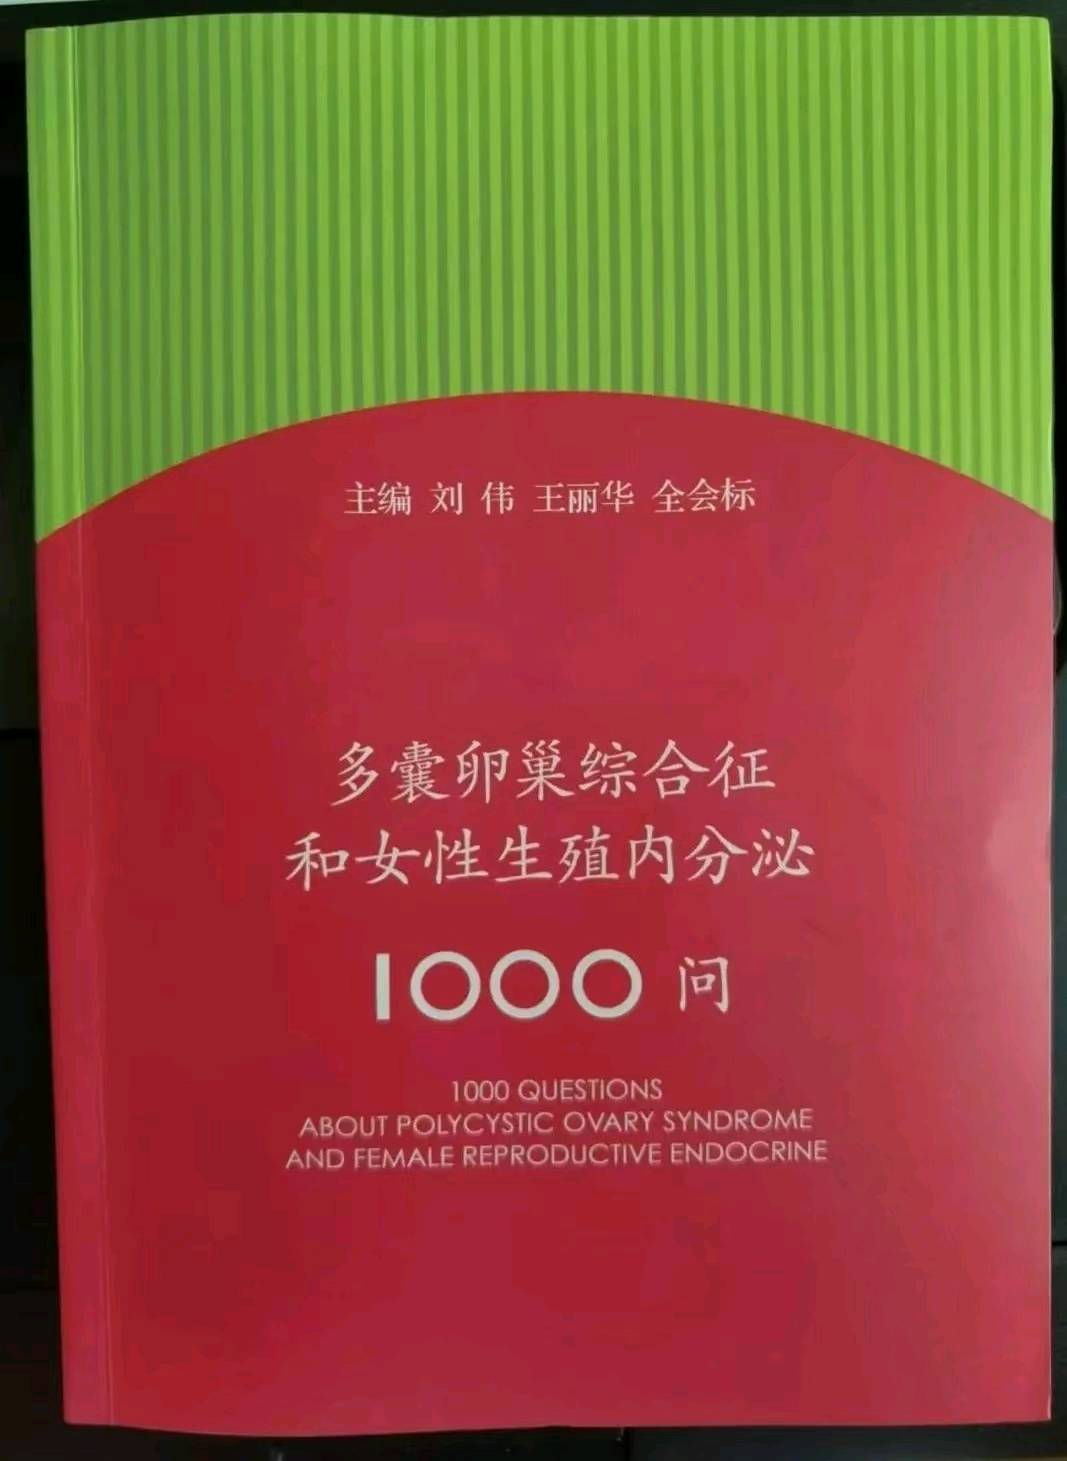 主编 刘 伟 王丽华 全会标
多囊卵巢综合征
和女性生殖内分泌
1000 问
1000 QUESTIONS
ABOUT POLYCYSTIC OVARY SYNDROME
AND FEMALE REPRODUCTIVE ENDOCRINE